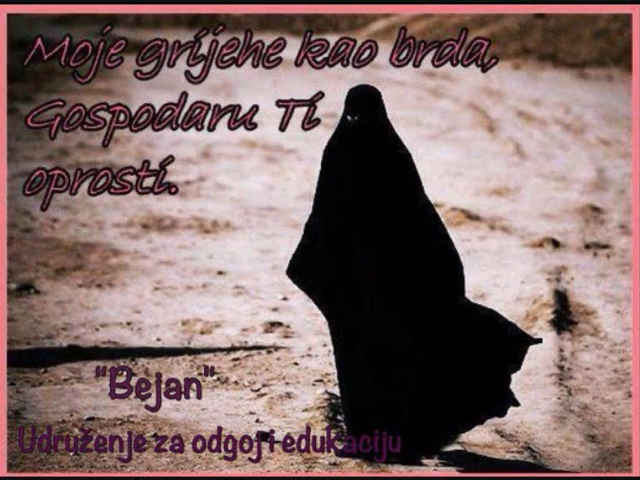 Moje grijehe kao brda,
Gospodaru Ti
oprosti.
"Bejan"
Udruženje za odgoj i edukaciju